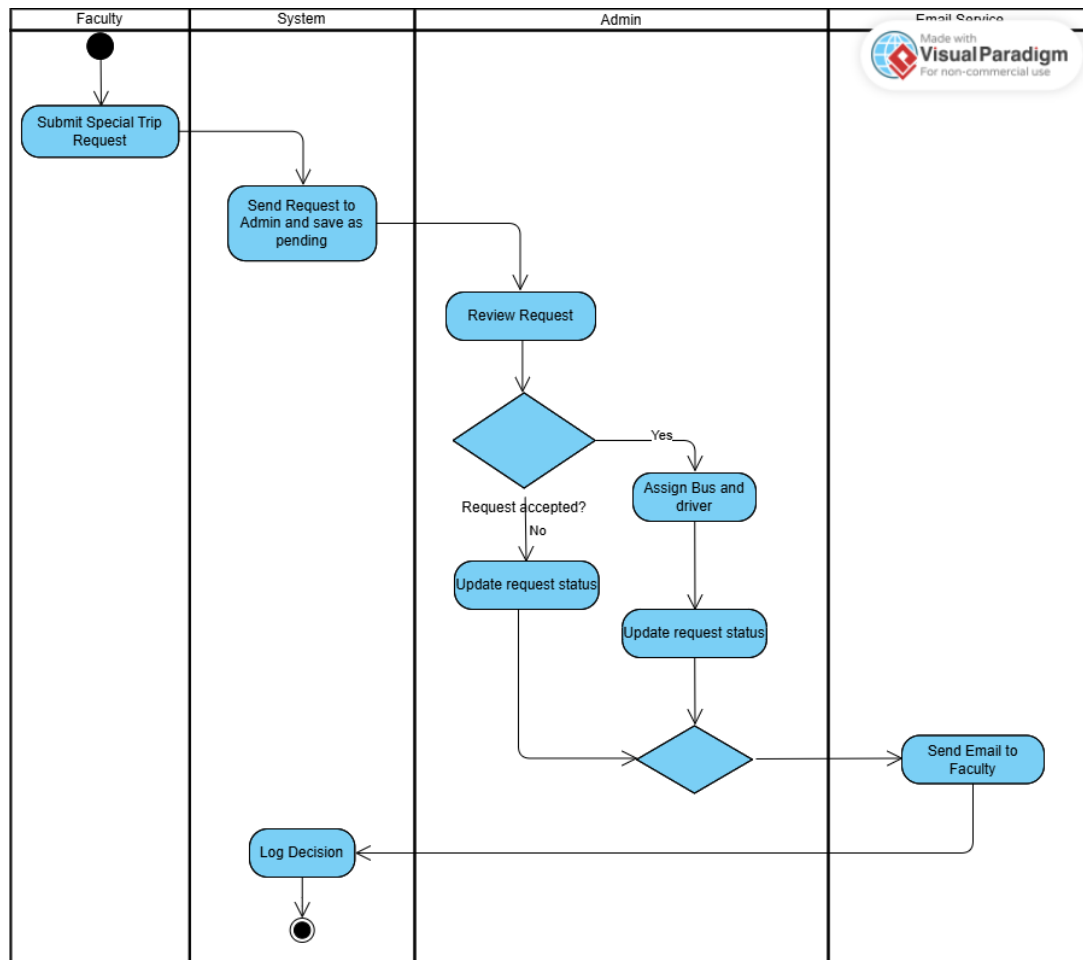 Faculty
System
Admin
Email Service
Made with
Visual Paradigm
For non-commercial use
Submit Special Trip
Request
Send Request to
Admin and save as
pending
Review Request
Yes
Assign Bus and
driver
Request accepted?
No
Update request status
Update request status
Send Email to
Faculty
Log Decision